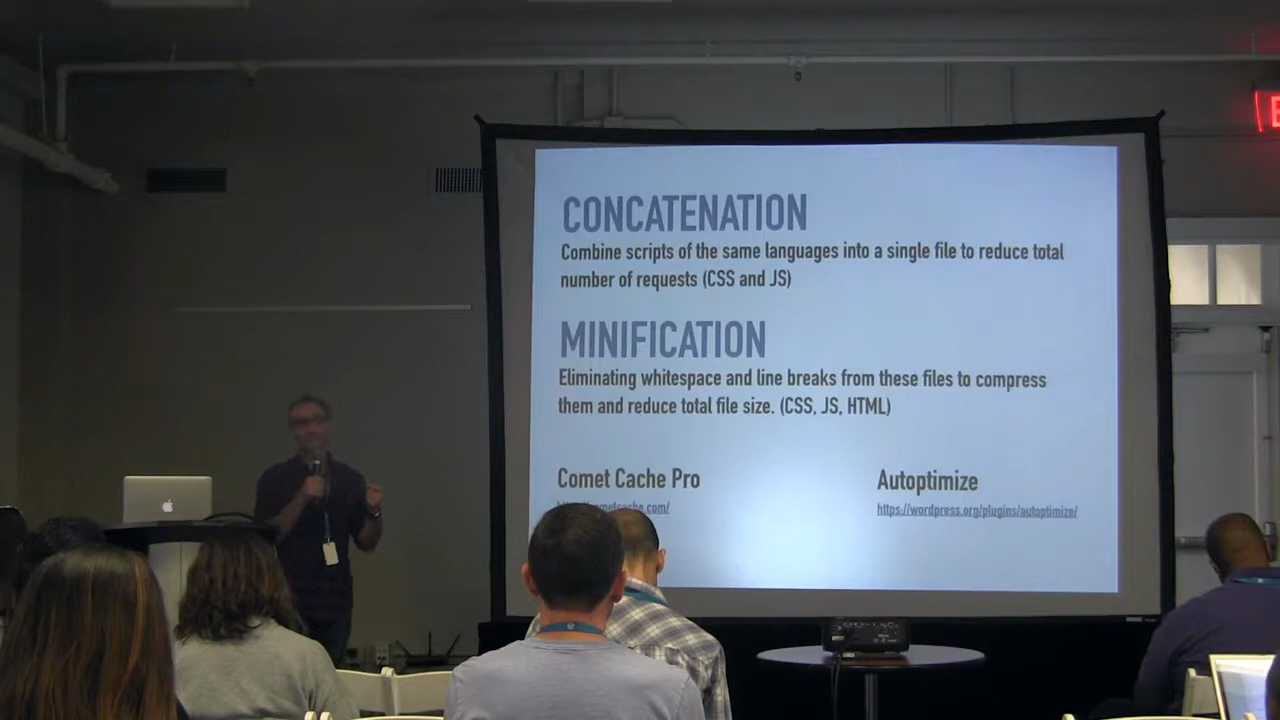 CONCATENATION
Combine scripts of the same languages into a single file to reduce total
number of requests (CSS and JS)
MINIFICATION
Eliminating whitespace and line breaks from these files to compress
them and reduce total file size. (CSS, JS, HTML)
Comet Cache Pro
Autoptimize
https://wordpress.org/plugins/autoptimize/